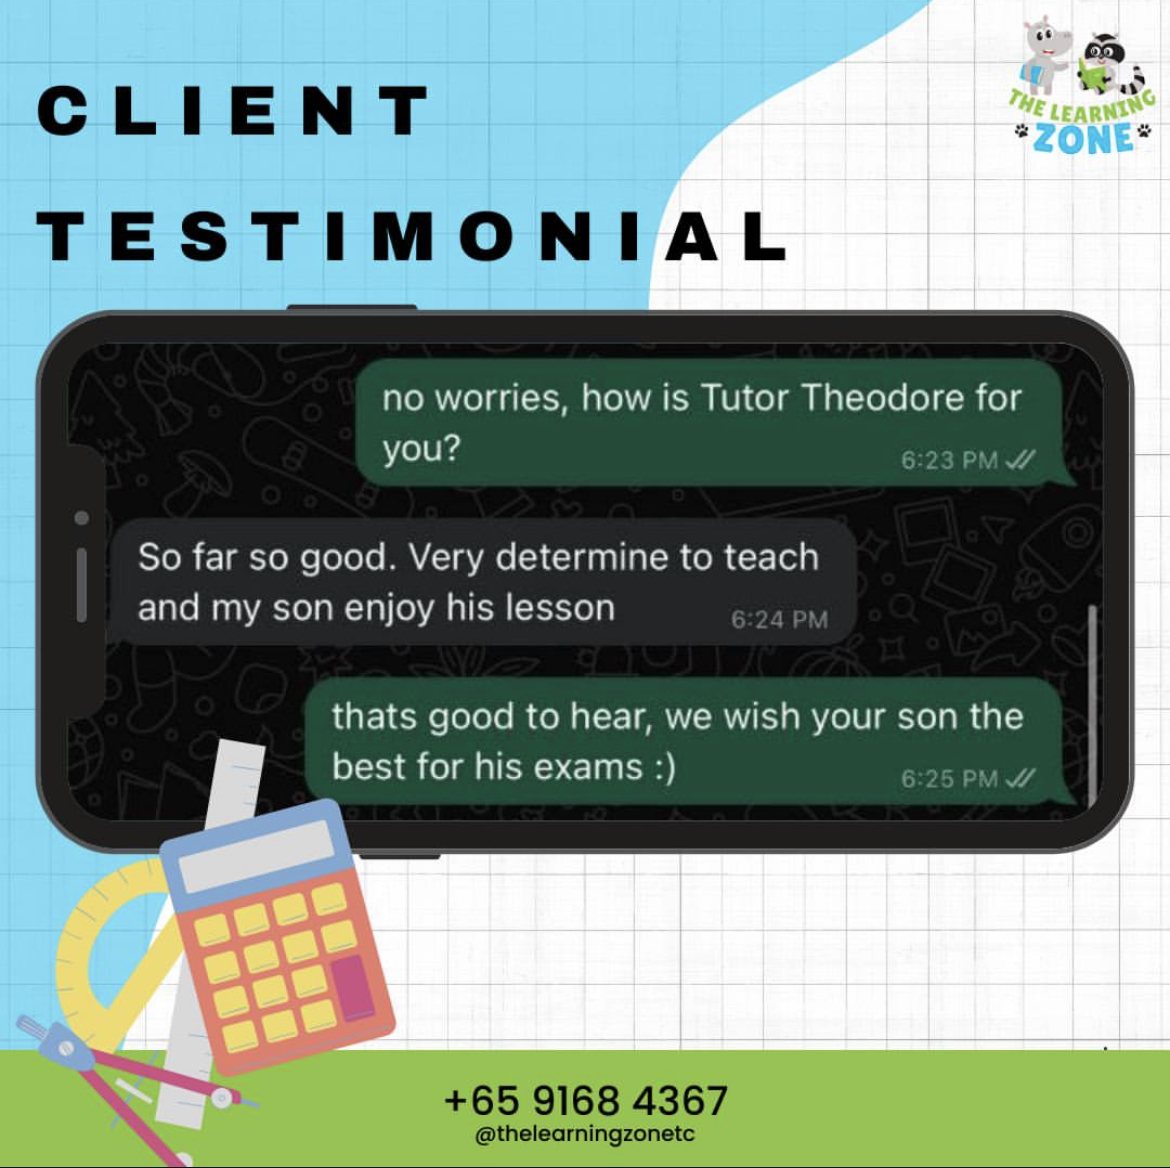 CLIENT
TESTIMONIAL
THE LEARNING
ZONE
no worries, how is Tutor Theodore for
you?
6:23 PM
So far so good. Very determine to teach
and my son enjoy his lesson
6:24 PM
thats good to hear, we wish your son the
best for his exams :)
6:25 PM
+65 9168 4367
@thelearningzonetc